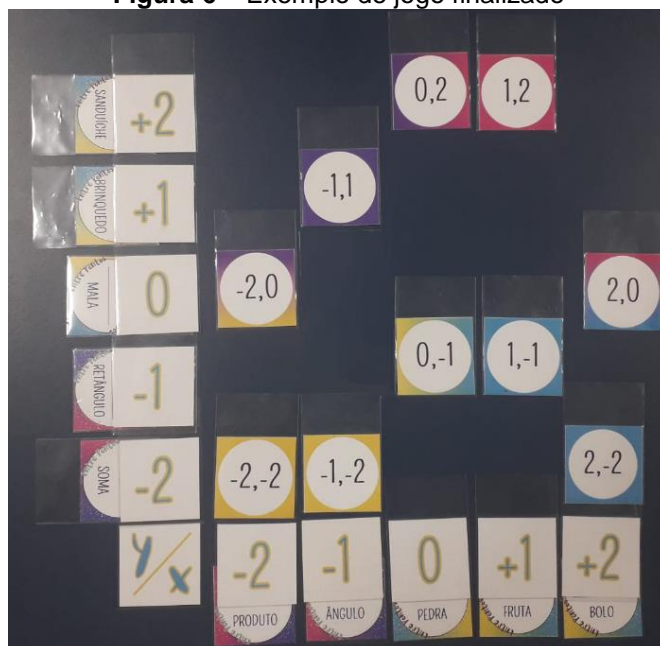 Figura 6 – Exemplo de jogo finalizado
0,2 1,2
SANDUÍCHE +2
-1,1
BRINQUEDO +1
MALA 0 -2,0 2,0
0,-1 1,-1
RETÂNGULO -1
SOMA -2 -2,-2 -1,-2 2,-2
y/x -2 -1 0 +1 +2
PRODUTO ÂNGULO PEDRA FRUTA BOLO